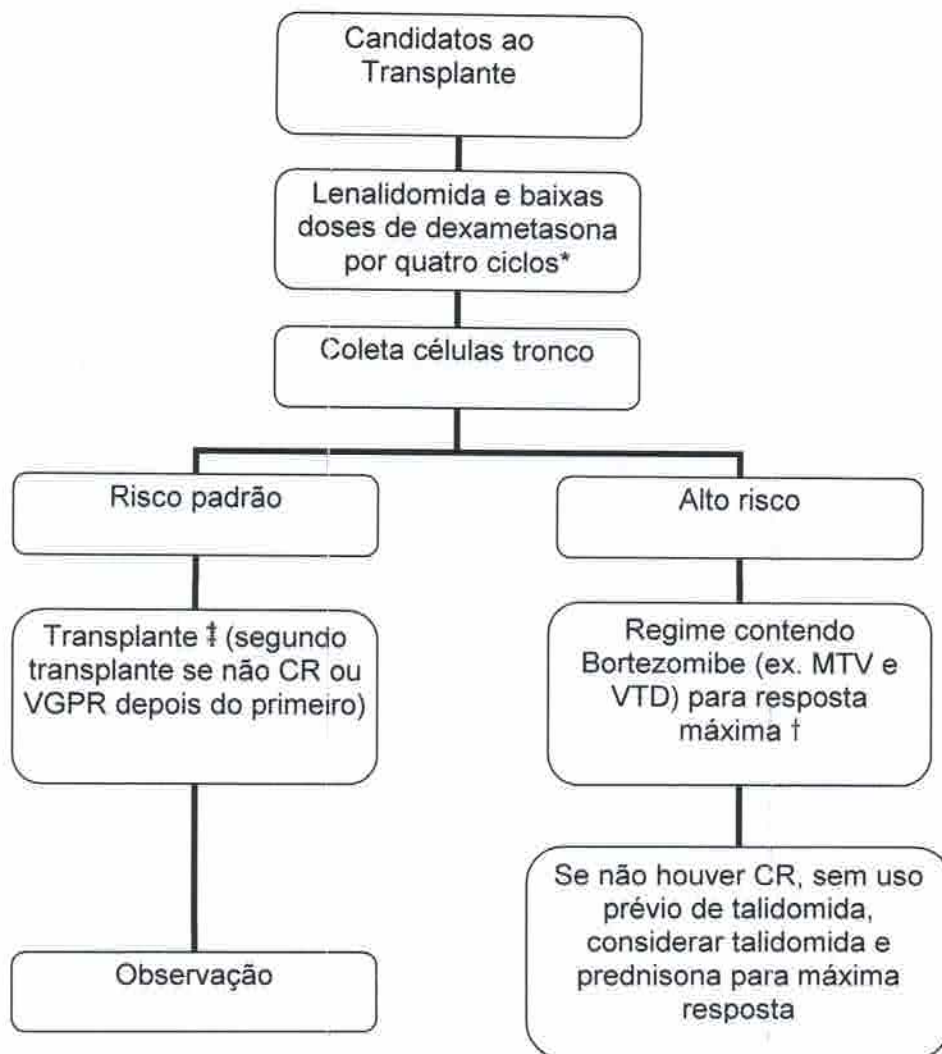 Candidatos ao
Transplante
Lenalidomida e baixas
doses de dexametasona
por quatro ciclos*
Coleta células tronco
Risco padrão
Alto risco
Transplante ‡ (segundo
transplante se não CR ou
VGPR depois do primeiro)
Regime contendo
Bortezomibe (ex. MTV e
VTD) para resposta
máxima †
Observação
Se não houver CR, sem uso
prévio de talidomida,
considerar talidomida e
prednisona para máxima
resposta